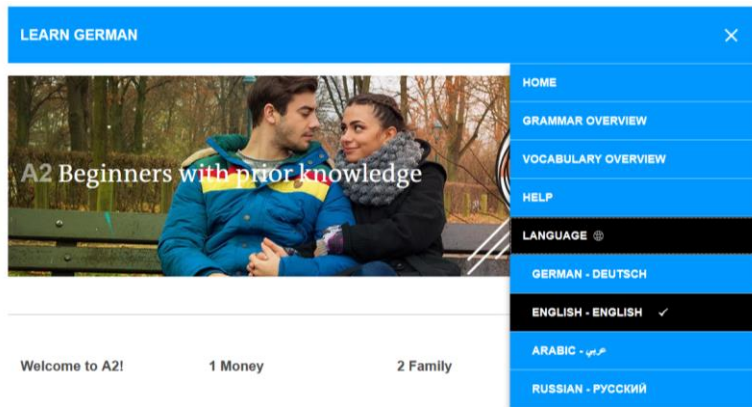 LEARN GERMAN
A2 Beginners with prior knowledge
HOME
GRAMMAR OVERVIEW
VOCABULARY OVERVIEW
HELP
LANGUAGE
GERMAN - DEUTSCH
ENGLISH - ENGLISH
ARABIC - عربي
RUSSIAN - РУССКИЙ
Welcome to A2!
1 Money
2 Family